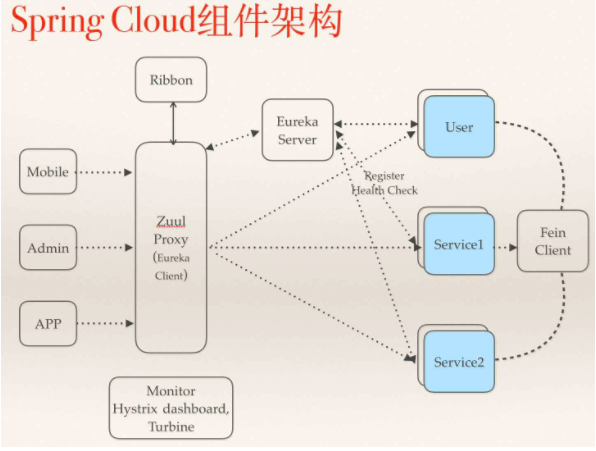 Spring Cloud组件架构
Ribbon
Eureka
Server
User
Mobile
Register
Health Check
Zuul
Proxy
(Eureka
Client)
Admin
Service1
Fein
Client
APP
Service2
Monitor
Hystrix dashboard,
Turbine